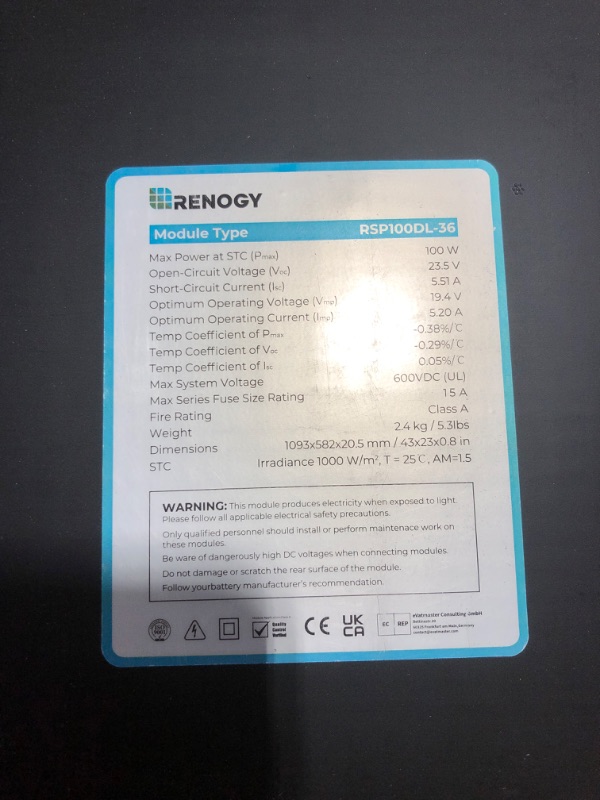 RENOGY
Module Type RSP100DL-36
Max Power at STC (Pmax) 100 W
Open-Circuit Voltage (Voc) 23.5 V
Short-Circuit Current (Isc) 5.51 A
Optimum Operating Voltage (Vmp) 19.4 V
Optimum Operating Current (Imp) 5.20 A
Temp Coefficient of Pmax -0.38%/℃
Temp Coefficient of Voc -0.29%/℃
Temp Coefficient of Isc 0.05%/℃
Max System Voltage 600VDC (UL)
Max Series Fuse Size Rating 15 A
Fire Rating Class A
Weight 2.4 kg / 5.3lbs
Dimensions 1093x582x20.5 mm / 43x23x0.8 in
STC Irradiance 1000 W/m², T = 25℃, AM=1.5
WARNING: This module produces electricity when exposed to light.
Please follow all applicable electrical safety precautions.
Only qualified personnel should install or perform maintenace work on
these modules.
Be ware of dangerously high DC voltages when connecting modules.
Do not damage or scratch the rear surface of the module.
Follow yourbattery manufacturer's recommendation.
Quality
Control
Verified
CE
UK
CA
EC REP
eVatmaster Consulting GmbH
contact@evatmaster.com